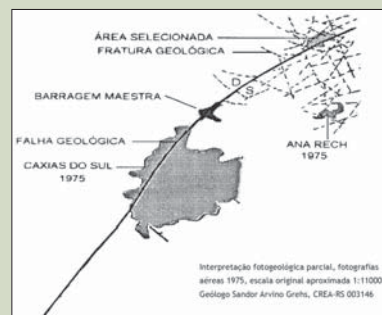 ÁREA SELECIONADA
FRATURA GEOLÓGICA
D
S
BARRAGEM MAESTRA
FALHA GEOLÓGICA
CAXIAS DO SUL
1975
ANA RECH
1975
Interpretação fotogeológica parcial, fotografias
aéreas 1975, escala original aproximada 1:11000
Geólogo Sandor Arvino Grehs, CREA-RS 003146